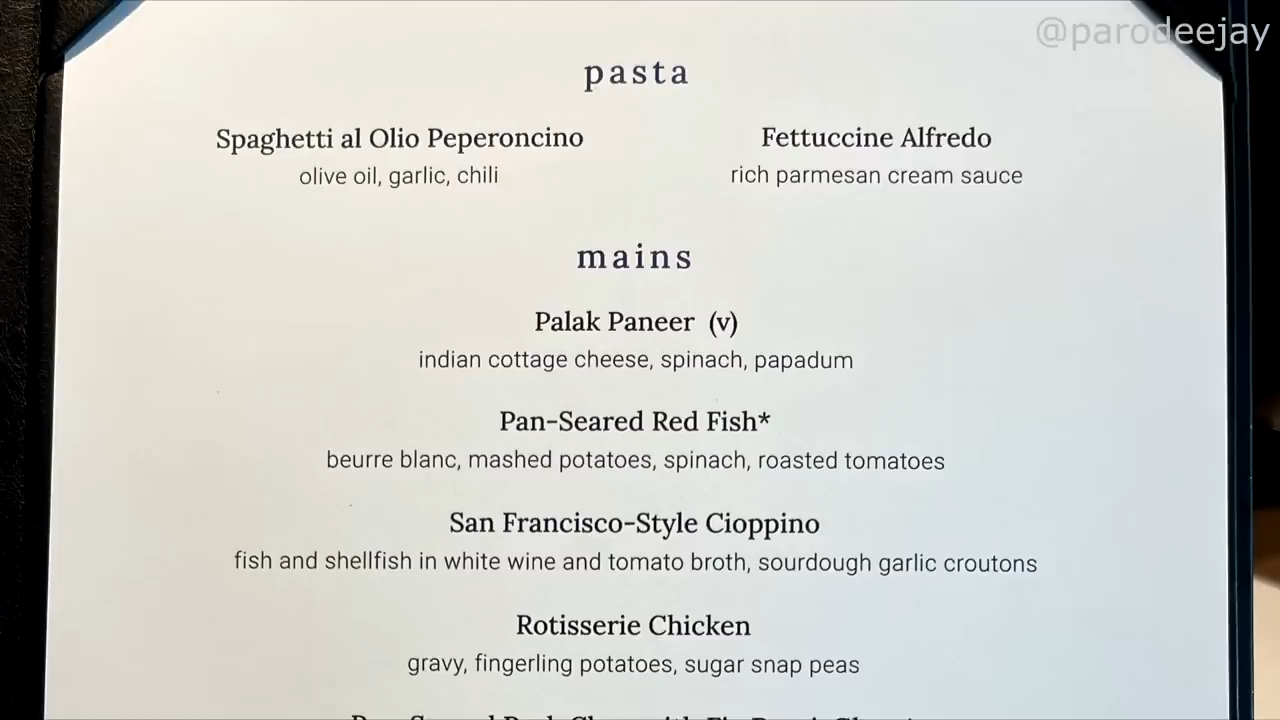 @parodeejay
pasta
Spaghetti al Olio Peperoncino
olive oil, garlic, chili
Fettuccine Alfredo
rich parmesan cream sauce
mains
Palak Paneer (v)
indian cottage cheese, spinach, papadum
Pan-Seared Red Fish*
beurre blanc, mashed potatoes, spinach, roasted tomatoes
San Francisco-Style Cioppino
fish and shellfish in white wine and tomato broth, sourdough garlic croutons
Rotisserie Chicken
gravy, fingerling potatoes, sugar snap peas